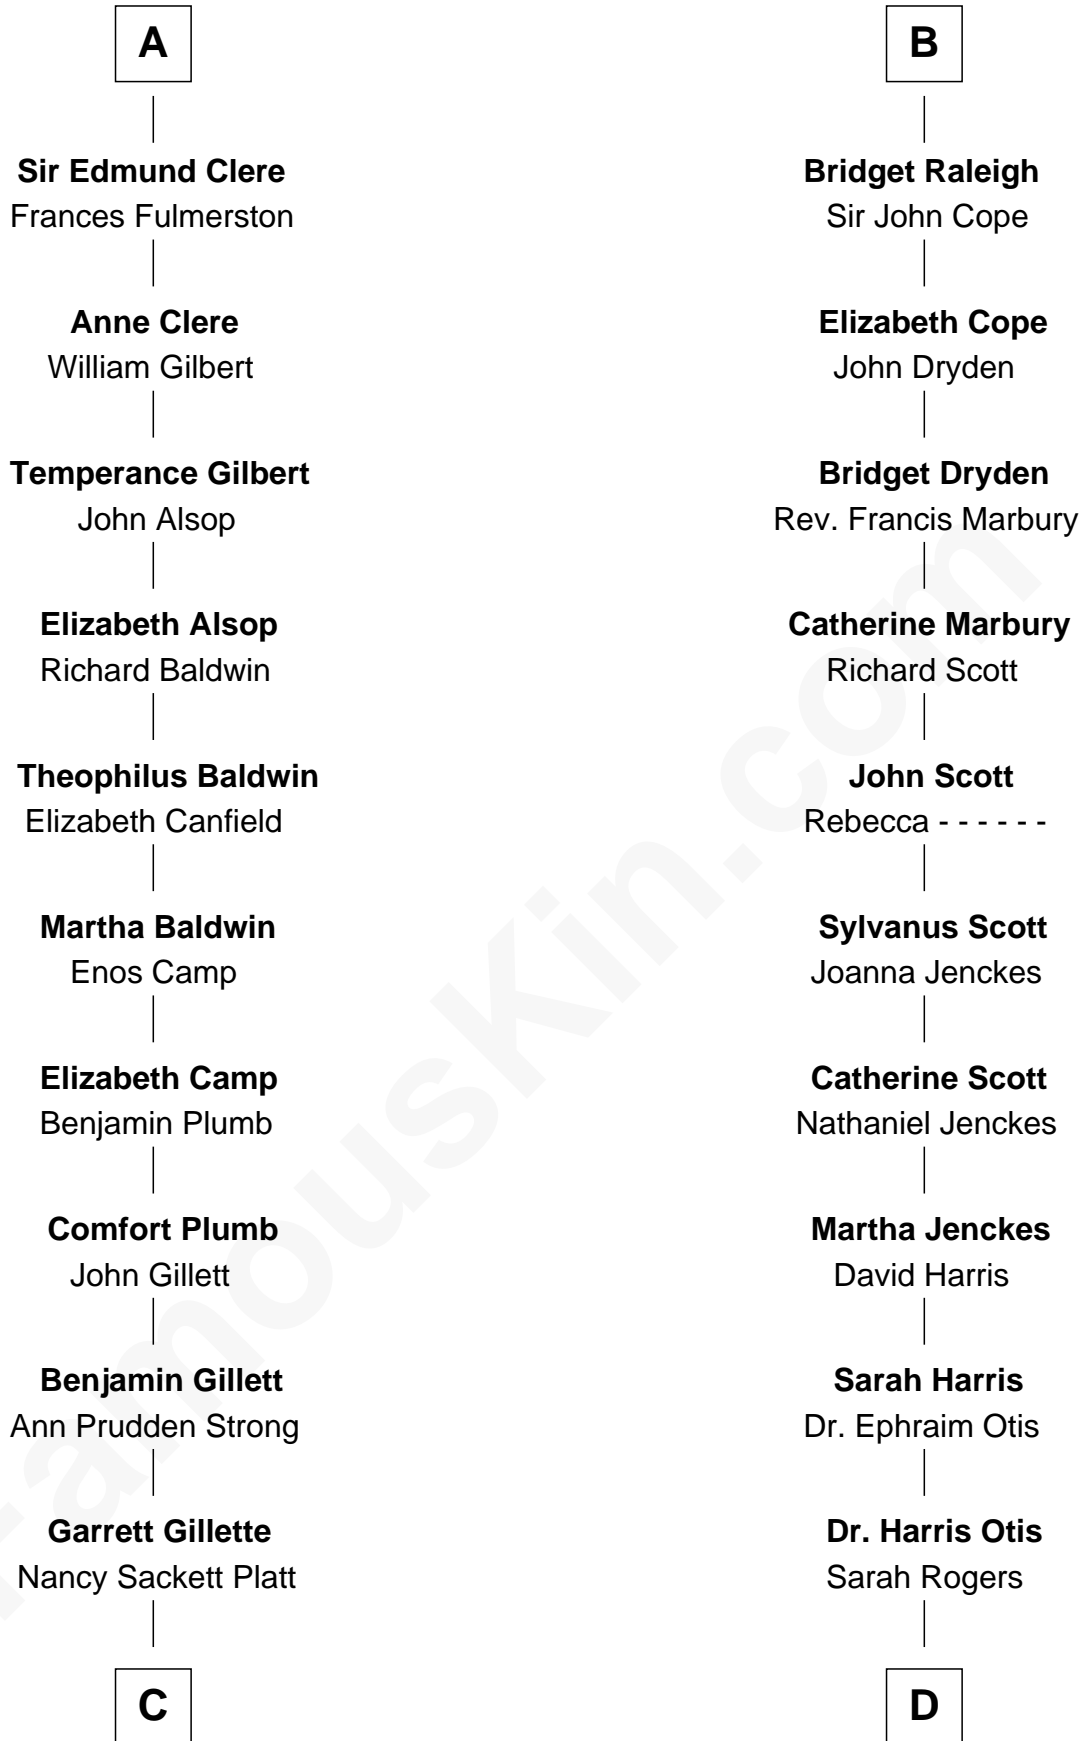 A
Sir Edmund Clere
Frances Fulmerston
Anne Clere
William Gilbert
Temperance Gilbert
John Alsop
Elizabeth Alsop
Richard Baldwin
Theophilus Baldwin
Elizabeth Canfield
Martha Baldwin
Enos Camp
Elizabeth Camp
Benjamin Plumb
Comfort Plumb
John Gillett
Benjamin Gillett
Ann Prudden Strong
Garrett Gillette
Nancy Sackett Platt
C
B
Bridget Raleigh
Sir John Cope
Elizabeth Cope
John Dryden
Bridget Dryden
Rev. Francis Marbury
Catherine Marbury
Richard Scott
John Scott
Rebecca - - - - - -
Sylvanus Scott
Joanna Jenckes
Catherine Scott
Nathaniel Jenckes
Martha Jenckes
David Harris
Sarah Harris
Dr. Ephraim Otis
Dr. Harris Otis
Sarah Rogers
D
FamousKin.com